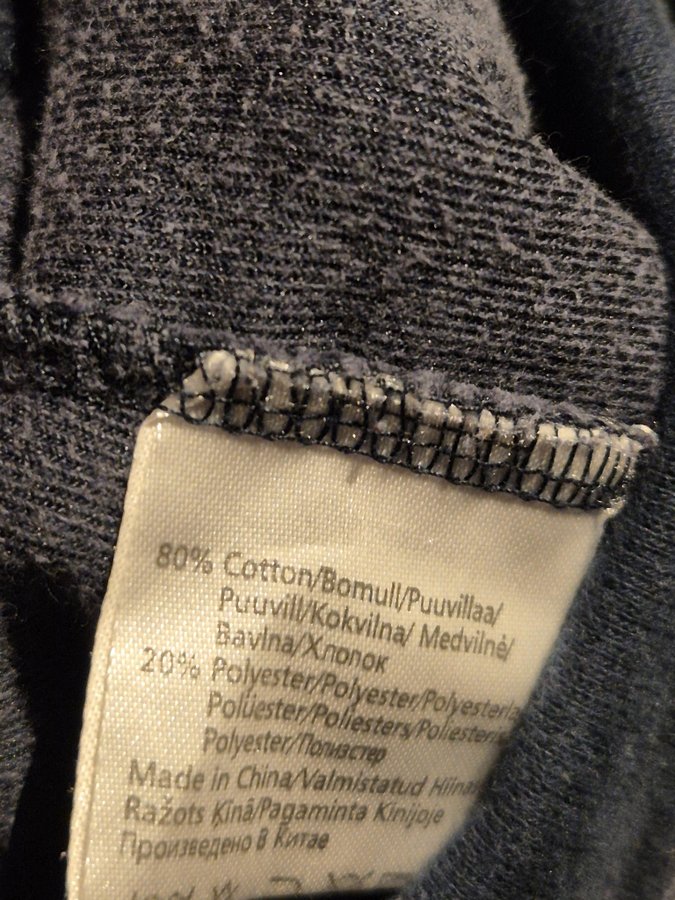 80% Cotton/Bomull/Puuvillaa/
Puuvill/Kokvilna/ Medvilnė/
Bavlna/Хлопок
20% Polyester/Polyester/Polyesteria
Polüester/Poliesters/Poliesteris
Polyester/Полиэстер
Made in China/Valmistatud Hiinas
Ražots Ķīnā/Pagaminta Kinijoje
Произведено в Китае